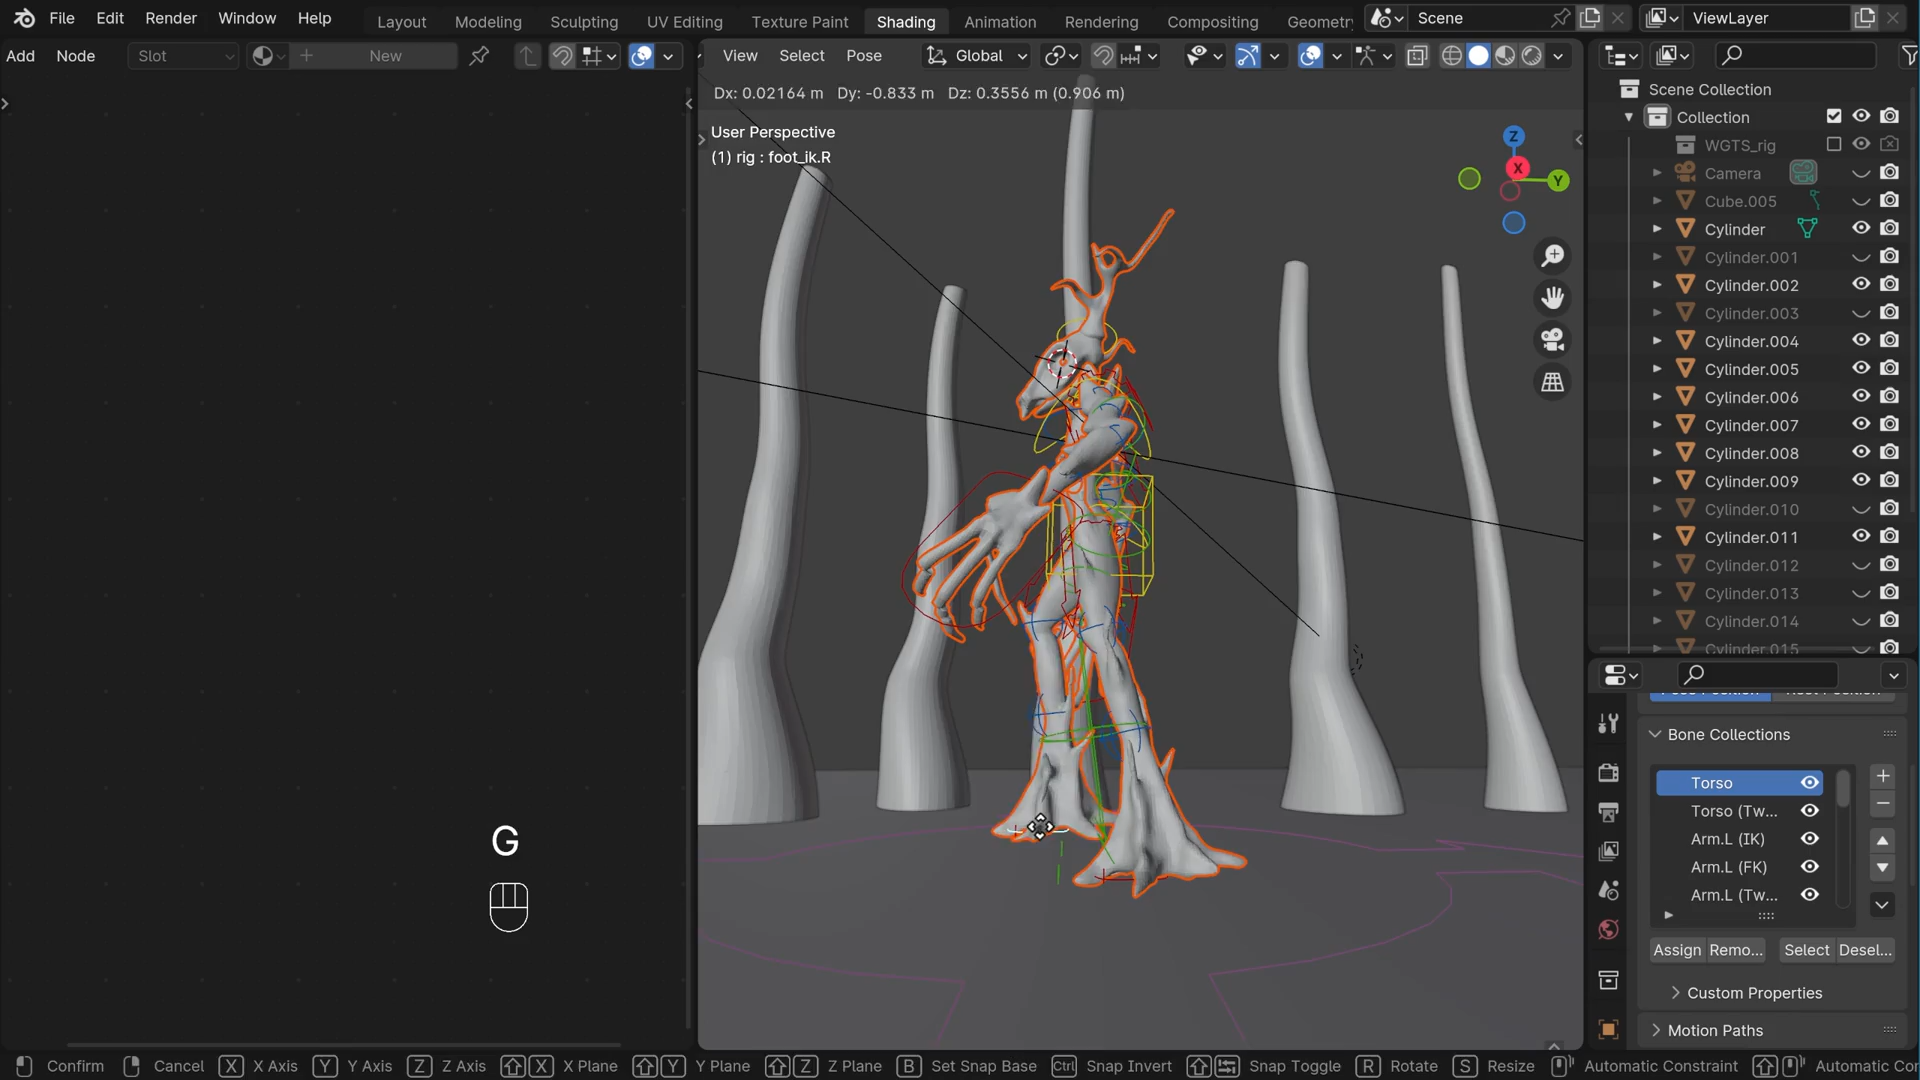 File Edit Render Window Help
Layout Modeling Sculpting UV Editing Texture Paint Shading Animation Rendering Compositing Geometry
Scene
ViewLayer
Add Node Slot New
View Select Pose Global
Dx: 0.02164 m Dy: -0.833 m Dz: 0.3556 m (0.906 m)
User Perspective
(1) rig : foot_ik.R
Z
X
Y
G
Scene Collection
Collection
WGTS_rig
Camera
Cube.005
Cylinder
Cylinder.001
Cylinder.002
Cylinder.003
Cylinder.004
Cylinder.005
Cylinder.006
Cylinder.007
Cylinder.008
Cylinder.009
Cylinder.010
Cylinder.011
Cylinder.012
Cylinder.013
Cylinder.014
Cylinder.015
Bone Collections
Torso
Torso (Tw...
Arm.L (IK)
Arm.L (FK)
Arm.L (Tw...
Assign Remo... Select Desel...
Custom Properties
Motion Paths
Confirm Cancel X X Axis Y Y Axis Z Z Axis X X Plane Y Y Plane Z Z Plane B Set Snap Base Ctrl Snap Invert Snap Toggle R Rotate S Resize Automatic Constraint Automatic Cor